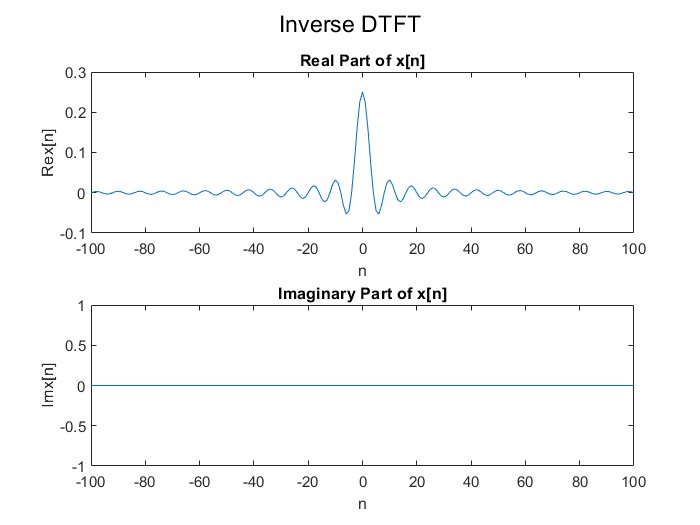 Inverse DTFT
Real Part of x[n]
0.3
0.2
0.1
0
-0.1
Rex[n]
-100 -80 -60 -40 -20 0 20 40 60 80 100
n
Imaginary Part of x[n]
1
0.5
0
-0.5
-1
Imx[n]
-100 -80 -60 -40 -20 0 20 40 60 80 100
n